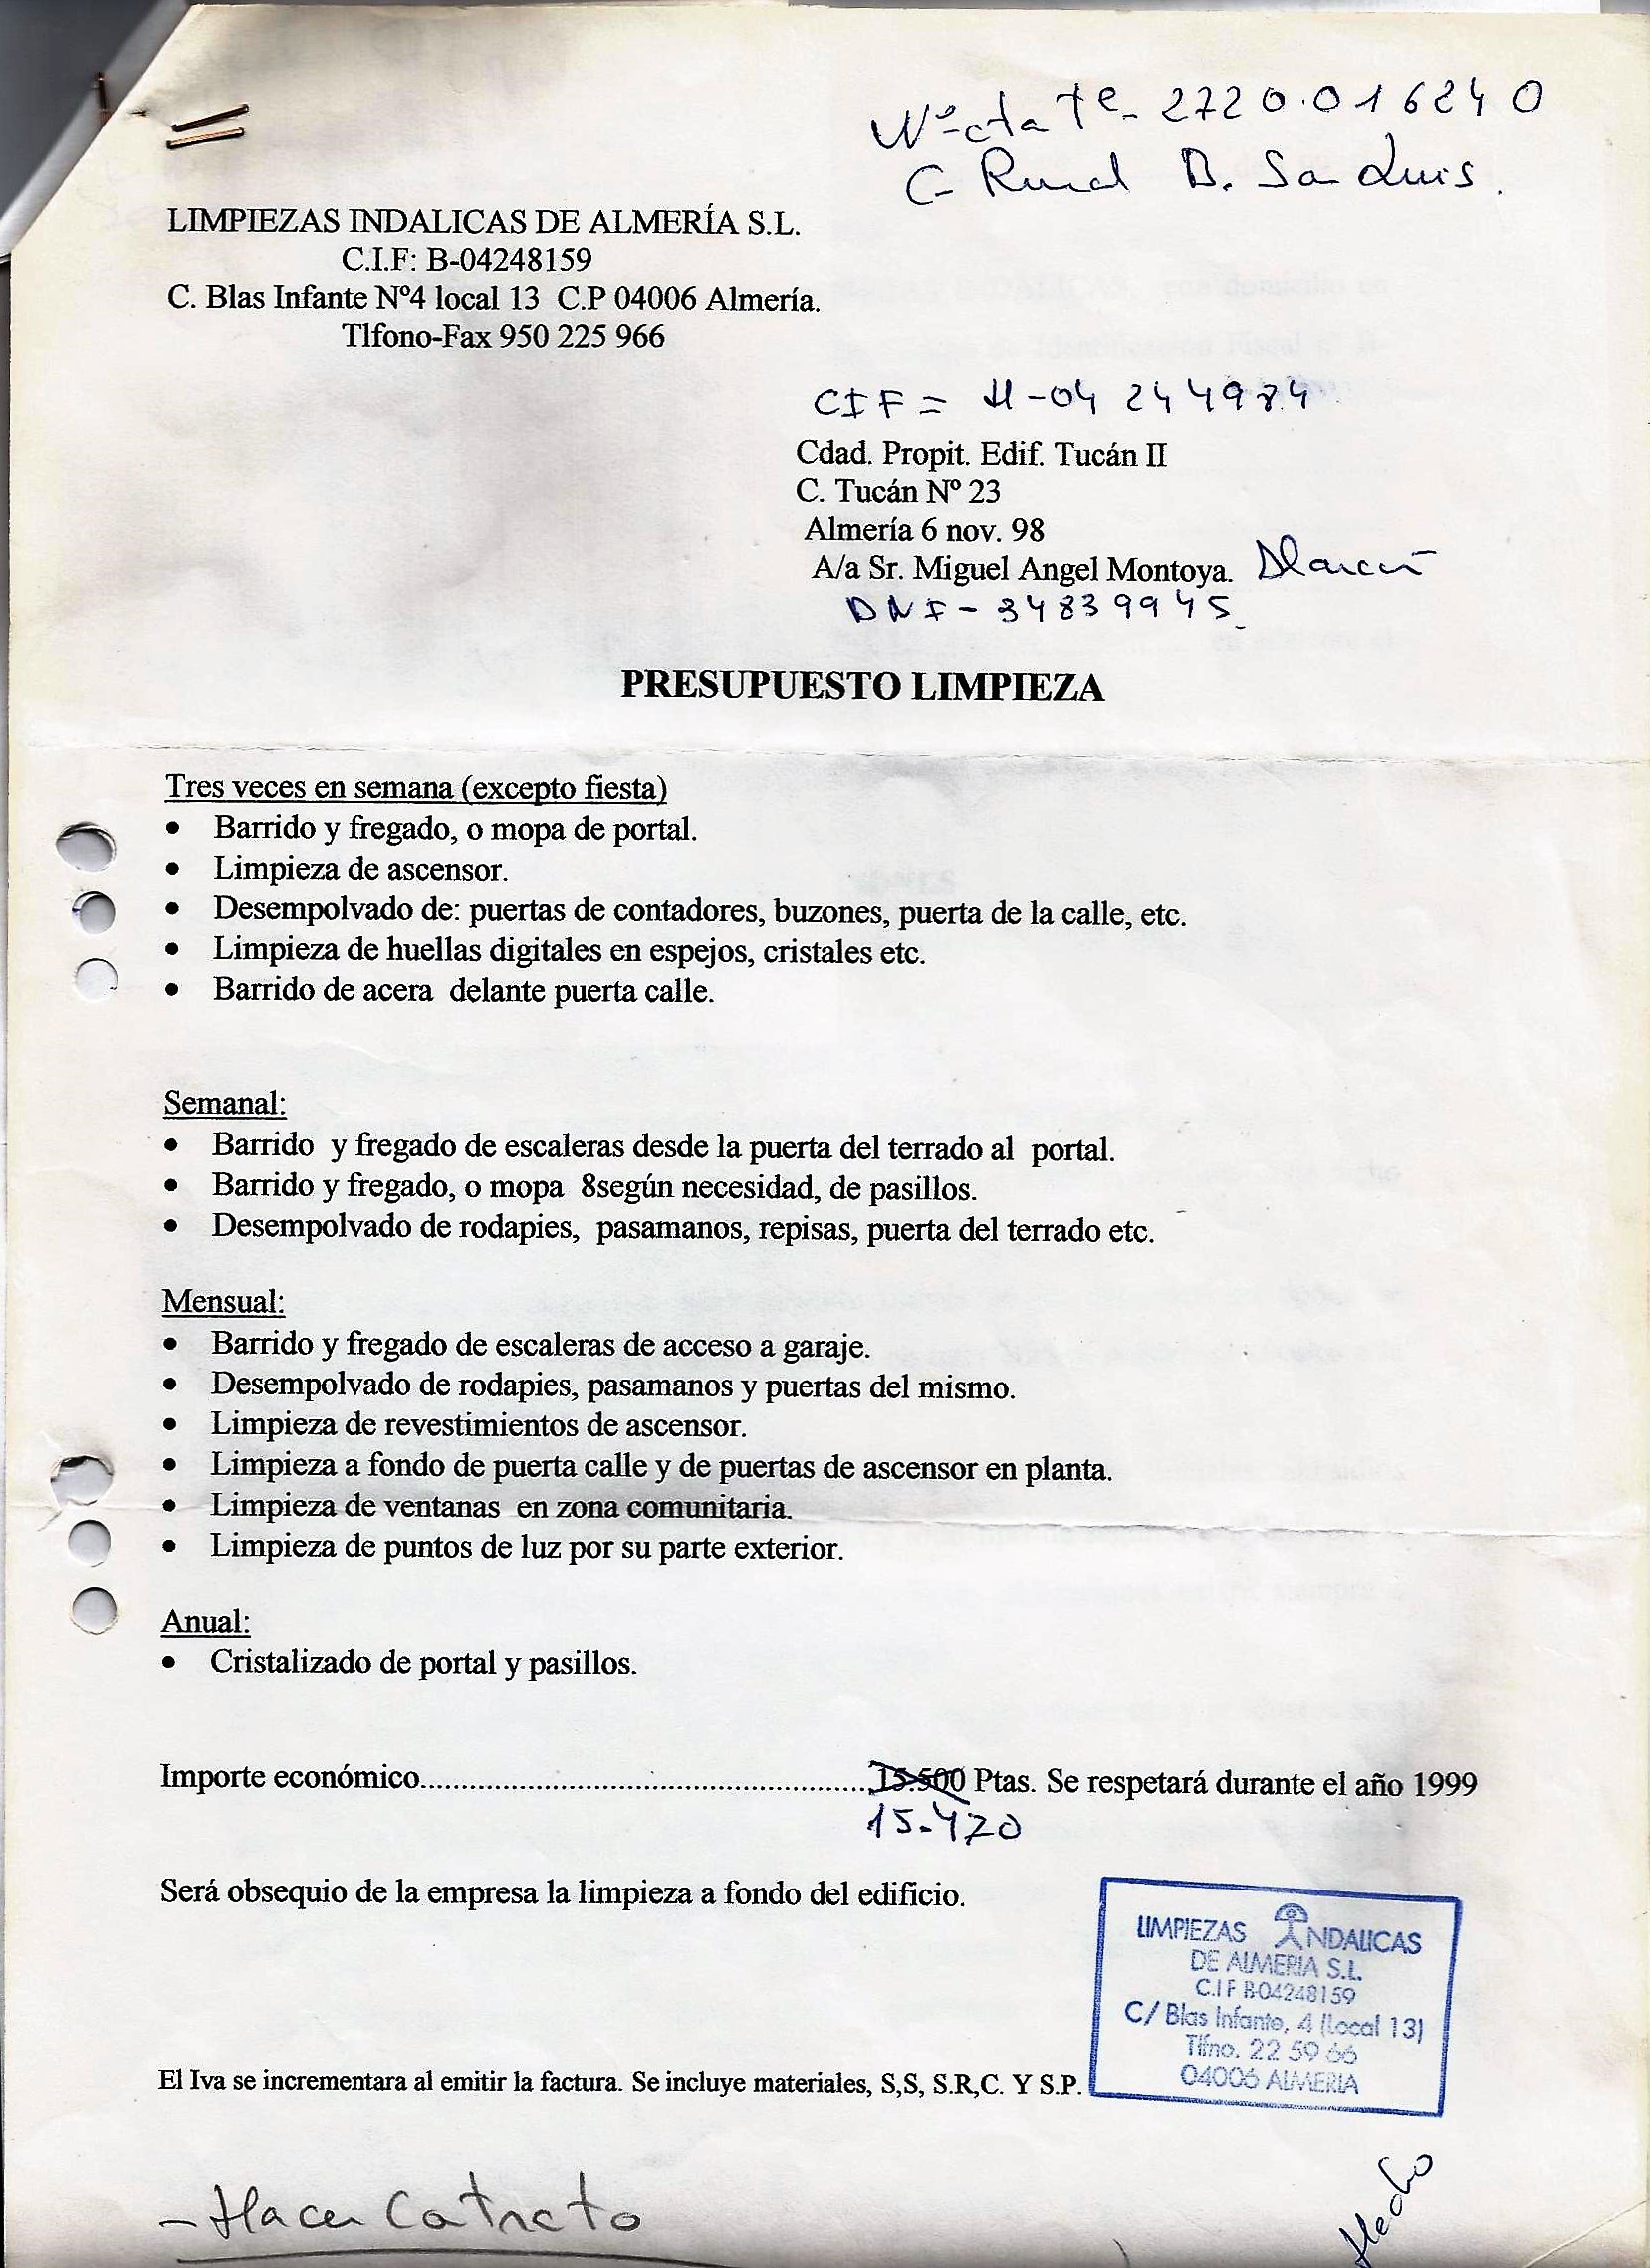 Nº cta cte- 2720.016240
C- Rural B. San Luis.
LIMPIEZAS INDALICAS DE ALMERÍA S.L.
C.I.F: B-04248159
C. Blas Infante Nº4 local 13 C.P 04006 Almería.
Tlfono-Fax 950 225 966
CIF = H-04 244984
Cdad. Propit. Edif. Tucán II
C. Tucán Nº 23
Almería 6 nov. 98
A/a Sr. Miguel Angel Montoya. Alarcón
DNI - 34839945
PRESUPUESTO LIMPIEZA
Tres veces en semana (excepto fiesta)
• Barrido y fregado, o mopa de portal.
• Limpieza de ascensor.
• Desempolvado de: puertas de contadores, buzones, puerta de la calle, etc.
• Limpieza de huellas digitales en espejos, cristales etc.
• Barrido de acera delante puerta calle.
Semanal:
• Barrido y fregado de escaleras desde la puerta del terrado al portal.
• Barrido y fregado, o mopa 8según necesidad, de pasillos.
• Desempolvado de rodapies, pasamanos, repisas, puerta del terrado etc.
Mensual:
• Barrido y fregado de escaleras de acceso a garaje.
• Desempolvado de rodapies, pasamanos y puertas del mismo.
• Limpieza de revestimientos de ascensor.
• Limpieza a fondo de puerta calle y de puertas de ascensor en planta.
• Limpieza de ventanas en zona comunitaria.
• Limpieza de puntos de luz por su parte exterior.
Anual:
• Cristalizado de portal y pasillos.
Importe económico......................................................15.500 Ptas. Se respetará durante el año 1999
15.420
Será obsequio de la empresa la limpieza a fondo del edificio.
LIMPIEZAS INDALICAS
DE ALMERIA S.L.
C.I F B-04248159
C/ Blas Infante, 4 (Local 13)
Tlfno. 22 59 66
04006 ALMERIA
El Iva se incrementara al emitir la factura. Se incluye materiales, S,S, S.R,C. Y S.P.
- Hacer Catrato
Hecho